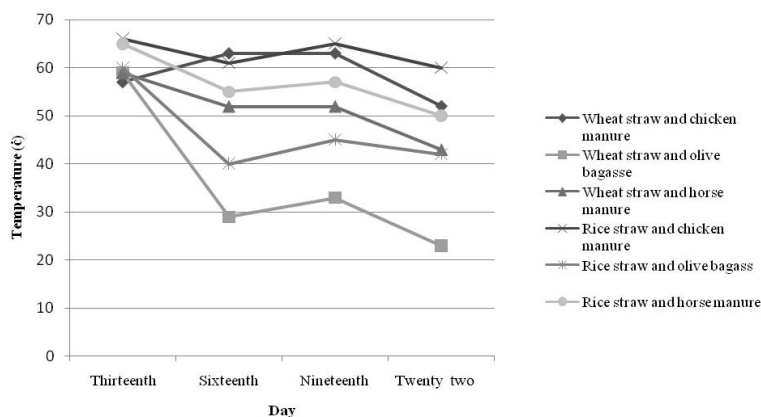 70
60
50
40
30
20
10
0
Temperature (ċ)
Thirteenth Sixteenth Nineteenth Twenty two
Day
Wheat straw and chicken
manure
Wheat straw and olive
bagasse
Wheat straw and horse
manure
Rice straw and chicken
manure
Rice straw and olive bagass
Rice straw and horse manure